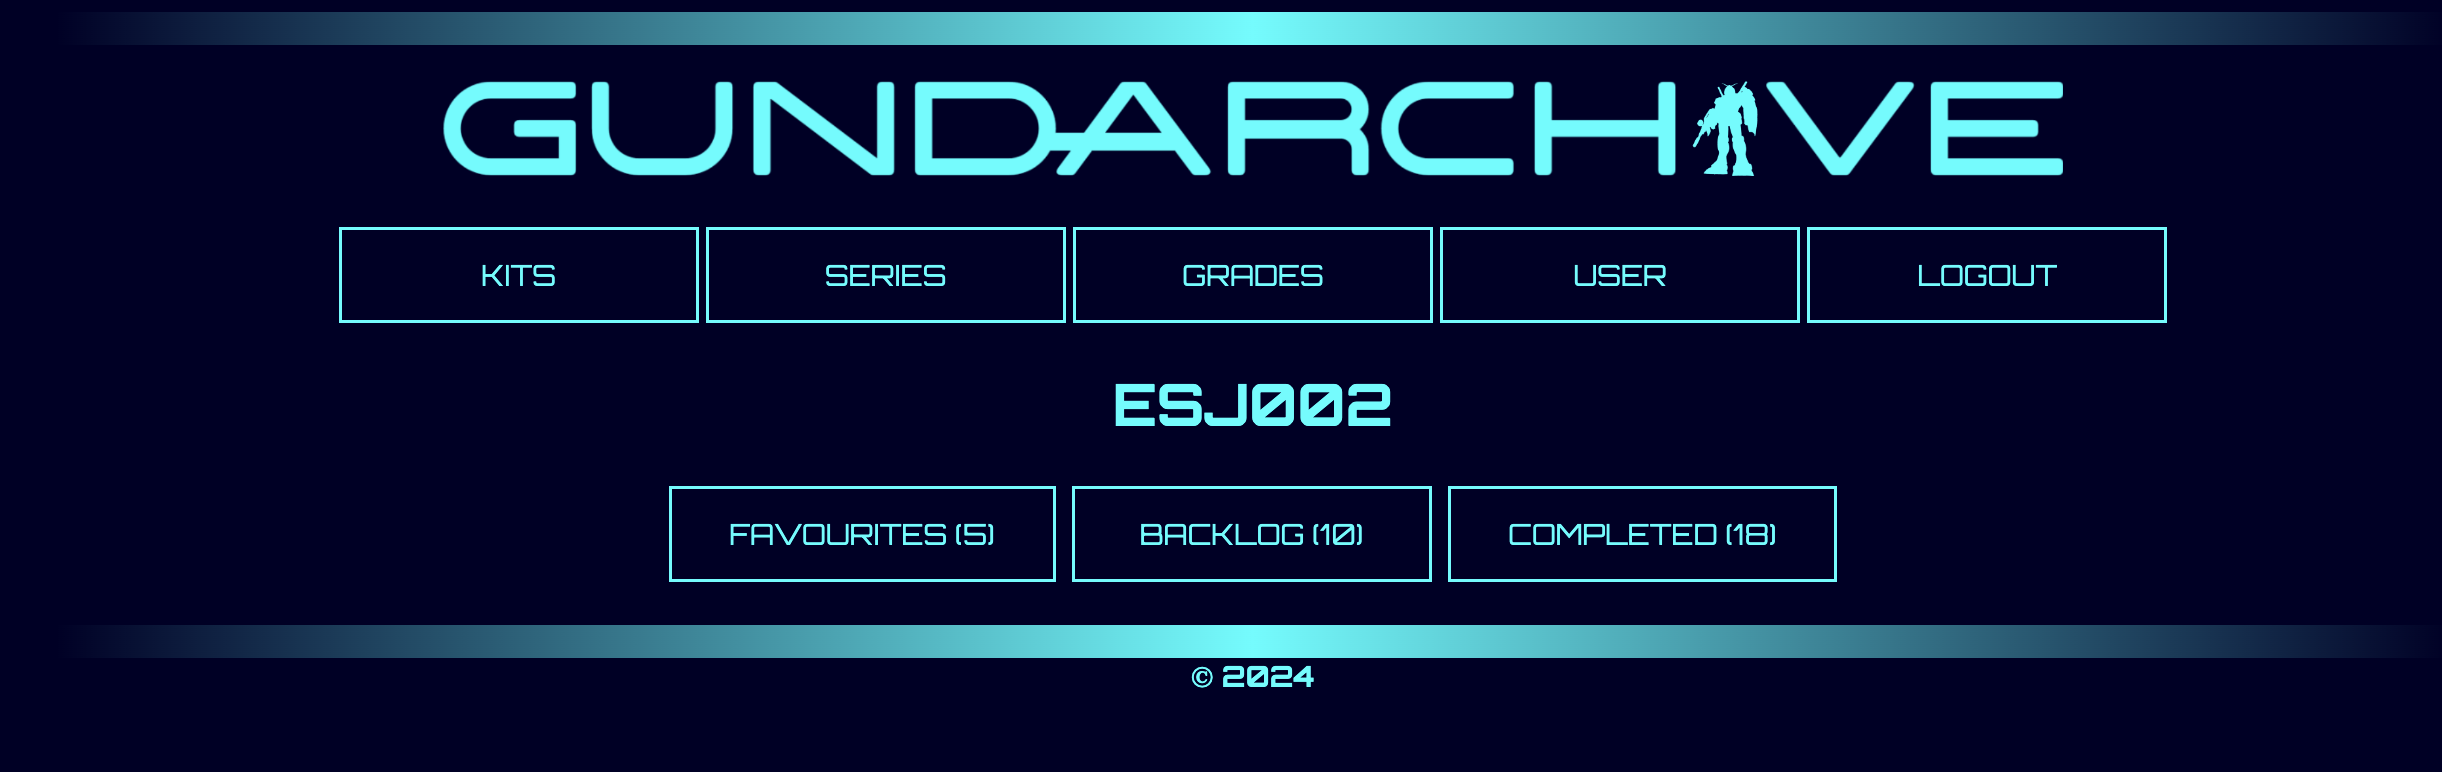 GUNDARCHIVE
KITS SERIES GRADES USER LOGOUT
ESJ002
FAVOURITES (5) BACKLOG (10) COMPLETED (18)
© 2024